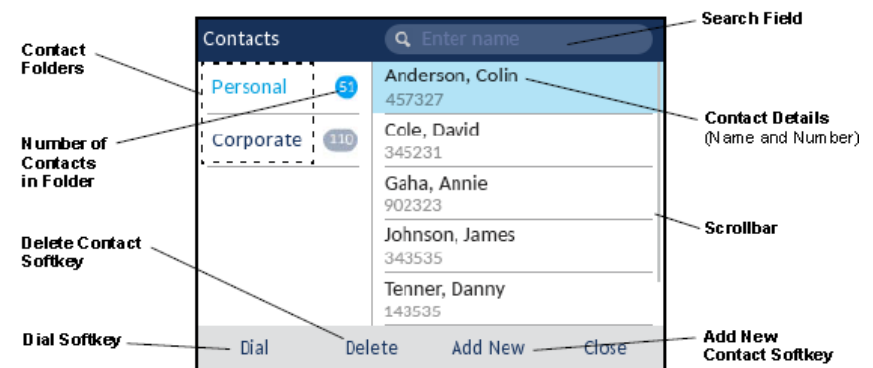 Search Field
Contacts
Enter name
Contact
Folders
Personal
51
Anderson, Colin
457327
Contact Details
(Name and Number)
Number of
Contacts
in Folder
Corporate
110
Cole, David
345231
Gaha, Annie
902323
Scrollbar
Delete Contact
Softkey
Johnson, James
343535
Tenner, Danny
143535
Dial Softkey
Dial
Delete
Add New
Close
Add New
Contact Softkey